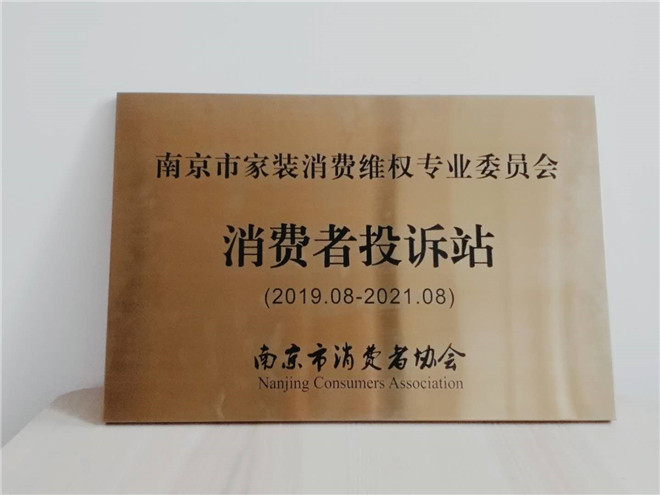 南京市家装消费维权专业委员会
消费者投诉站
(2019.08-2021.08)
南京市消费者协会
Nanjing Consumers Association